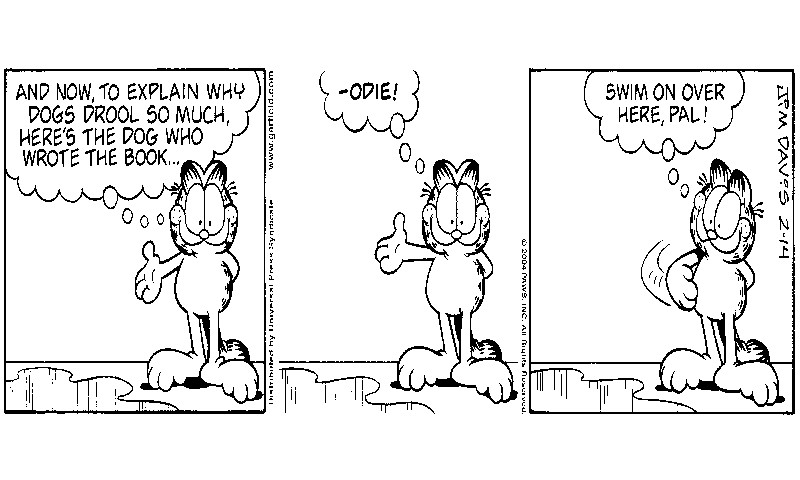 AND NOW, TO EXPLAIN WHY
DOGS DROOL SO MUCH,
HERE'S THE DOG WHO
WROTE THE BOOK...
www.garfield.com
Distributed by Universal Press Syndicate
-ODIE!
© 2004 PAWS, INC. All Rights Reserved.
SWIM ON OVER
HERE, PAL!
JIM DAVIS 2-14